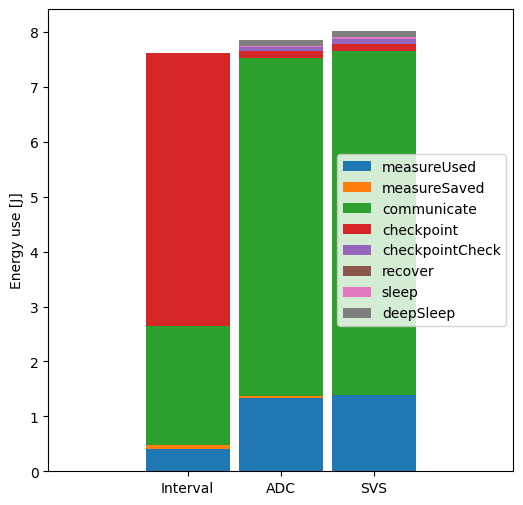 Energy use [J]
8
7
6
5
4
3
2
1
0
measureUsed
measureSaved
communicate
checkpoint
checkpointCheck
recover
sleep
deepSleep
Interval
ADC
SVS